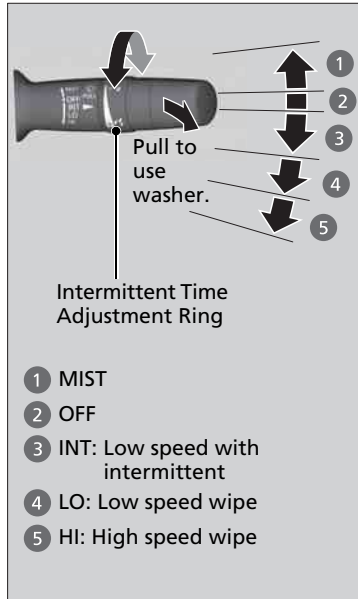 1
2
3
4
5
Pull to
use
washer.
Intermittent Time
Adjustment Ring
1 MIST
2 OFF
3 INT: Low speed with
intermittent
4 LO: Low speed wipe
5 HI: High speed wipe